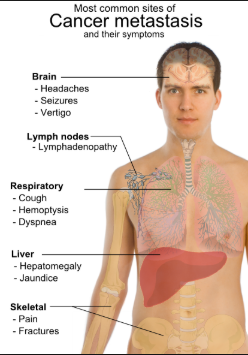 Most common sites of
Cancer metastasis
and their symptoms
Brain
- Headaches
- Seizures
- Vertigo
Lymph nodes
- Lymphadenopathy
Respiratory
- Cough
- Hemoptysis
- Dyspnea
Liver
- Hepatomegaly
- Jaundice
Skeletal
- Pain
- Fractures